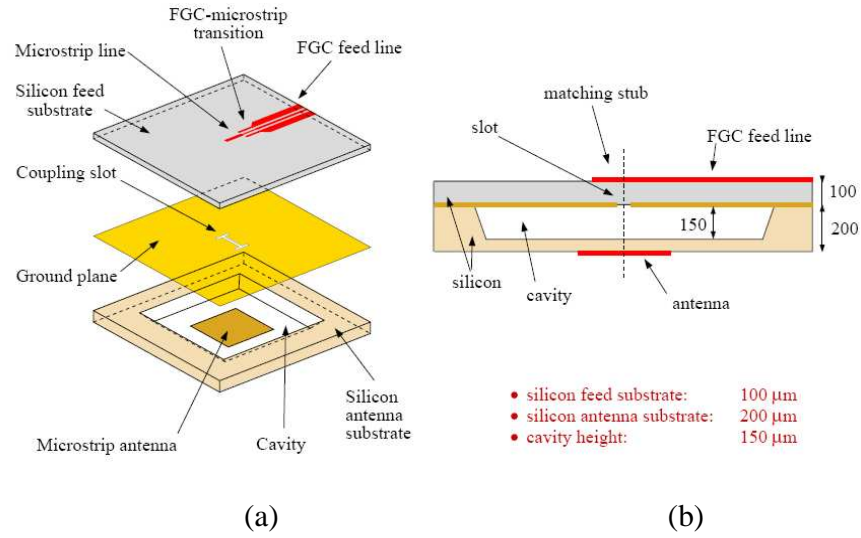 FGC-microstrip
transition
FGC feed line
Microstrip line
Silicon feed
substrate
Coupling slot
Ground plane
Microstrip antenna
Cavity
Silicon
antenna
substrate
(a)
matching stub
slot
FGC feed line
100
150
200
silicon
cavity
antenna
• silicon feed substrate: 100 μm
• silicon antenna substrate: 200 μm
• cavity height: 150 μm
(b)